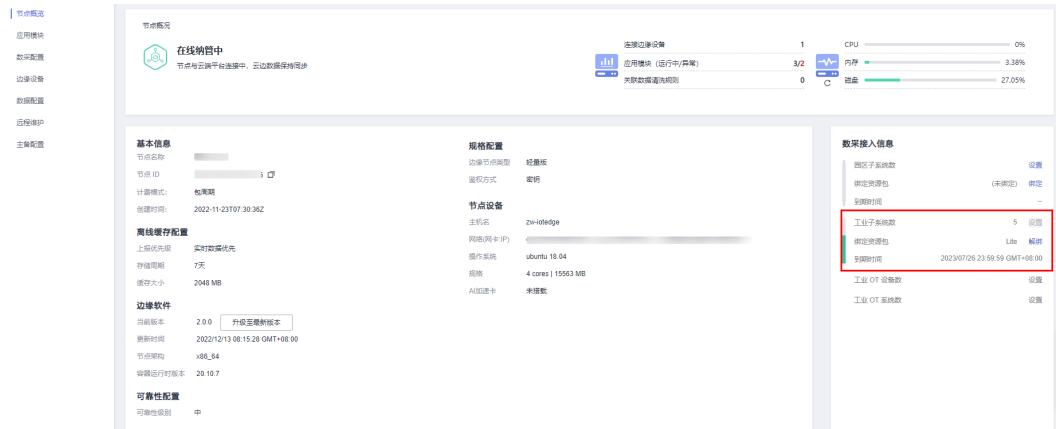 节点概览
应用模块
数采配置
边缘设备
数据配置
远程维护
主备配置
节点概况
在线纳管中
节点与云端平台连接中、云边数据保持同步
连接边缘设备 1
应用模块（运行中/异常） 3/2
关联数据清洗规则 0
CPU 0%
内存 3.38%
磁盘 27.05%
基本信息
节点名称
节点 ID
计费模式: 包周期
创建时间: 2022-11-23T07:30:36Z
离线缓存配置
上报优先级 实时数据优先
存储周期 7天
缓存大小 2048 MB
边缘软件
当前版本 2.0.0 升级至最新版本
更新时间 2022/12/13 08:15:28 GMT+08:00
节点架构 x86_64
容器运行时版本 20.10.7
可靠性配置
可靠性级别 中
规格配置
边缘节点类型 轻量版
鉴权方式 密钥
节点设备
主机名 zw-iotedge
网络(网卡:IP)
操作系统 ubuntu 18.04
规格 4 cores | 15563 MB
AI加速卡 未搭载
数采接入信息
园区子系统数 设置
绑定资源包 (未绑定) 绑定
到期时间 --
工业子系统数 5 设置
绑定资源包 Lite 解绑
到期时间 2023/07/26 23:59:59 GMT+08:00
工业 OT 设备数 设置
工业 OT 系统数 设置